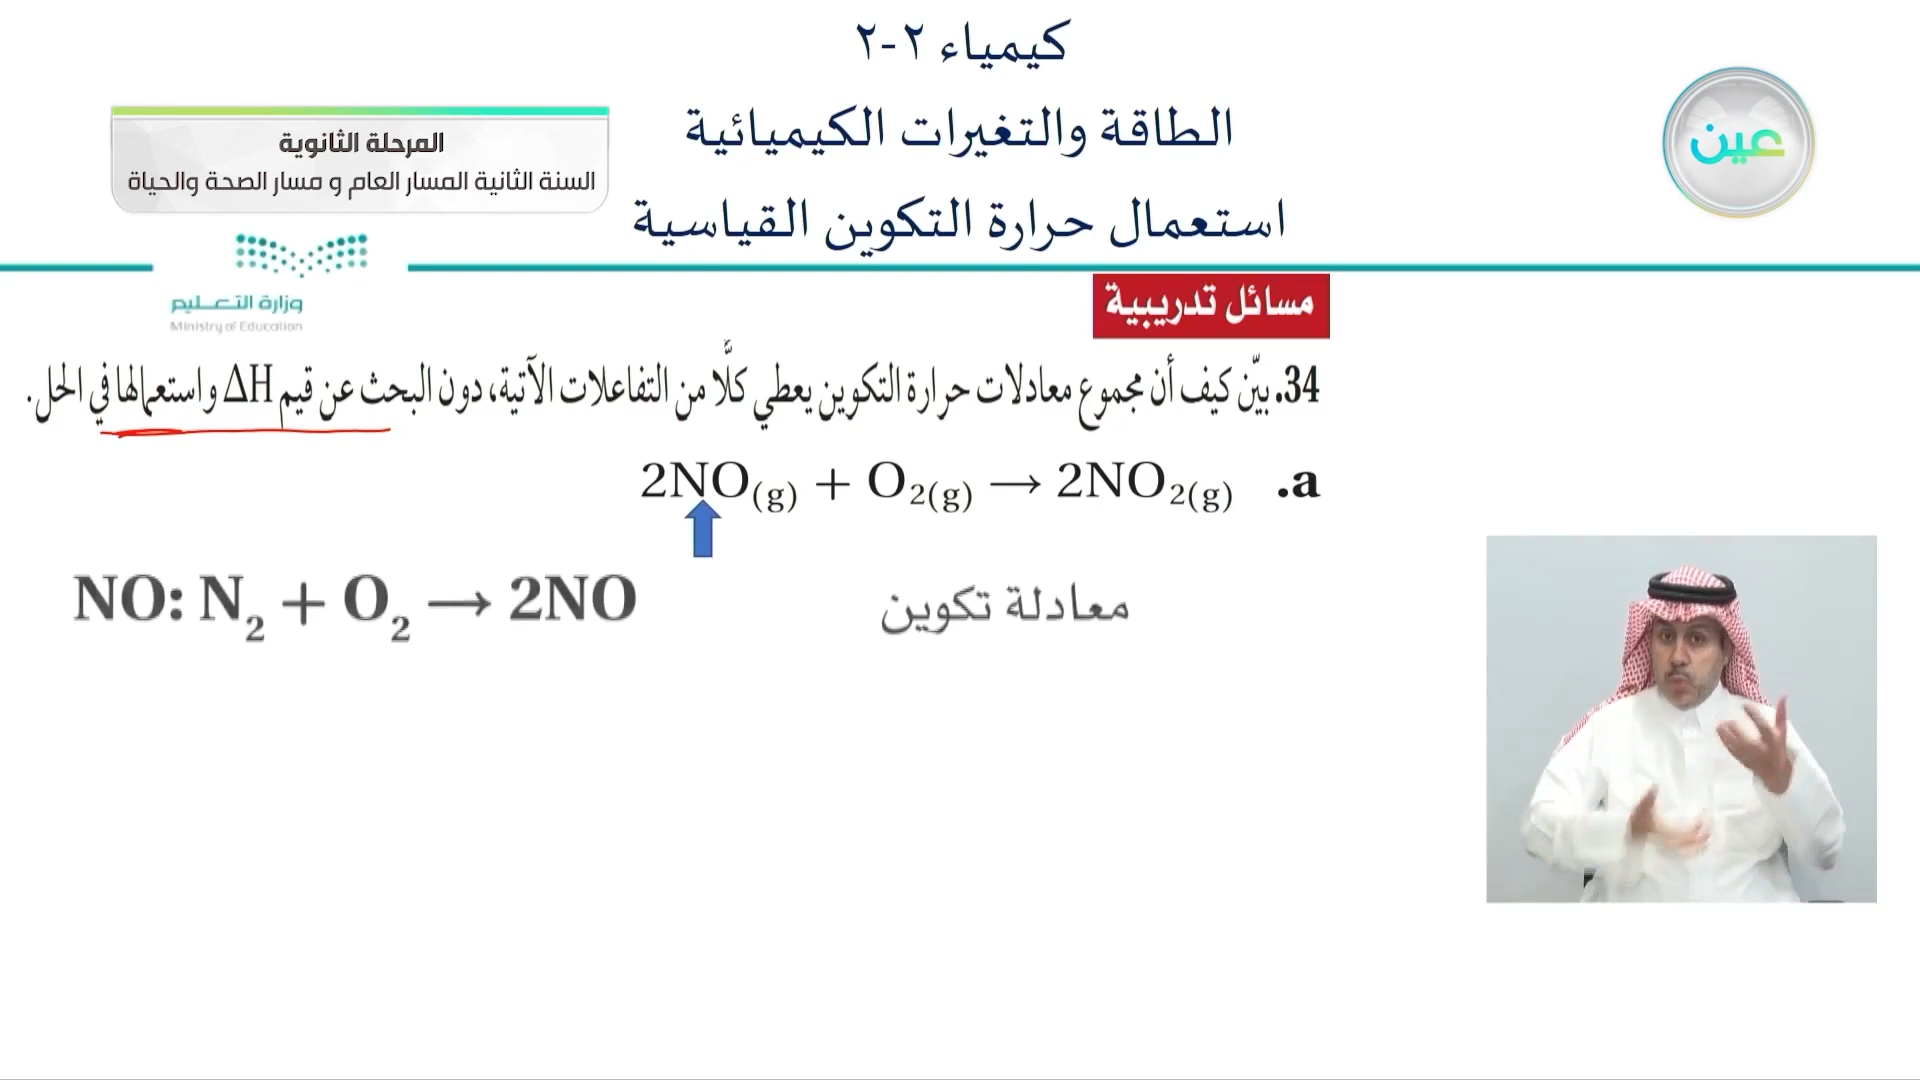 كيمياء ٢-٢
الطاقة والتغيرات الكيميائية
استعمال حرارة التكوين القياسية
المرحلة الثانوية
السنة الثانية المسار العام و مسار الصحة والحياة
عين
وزارة التعليم
Ministry of Education
مسائل تدريبية
34. بيّن كيف أن مجموع معادلات حرارة التكوين يعطي كلًّا من التفاعلات الآتية، دون البحث عن قيم ΔH واستعمالها في الحل.
.a 2NO(g) + O₂(g) → 2NO₂(g)
NO: N₂ + O₂ → 2NO
معادلة تكوين